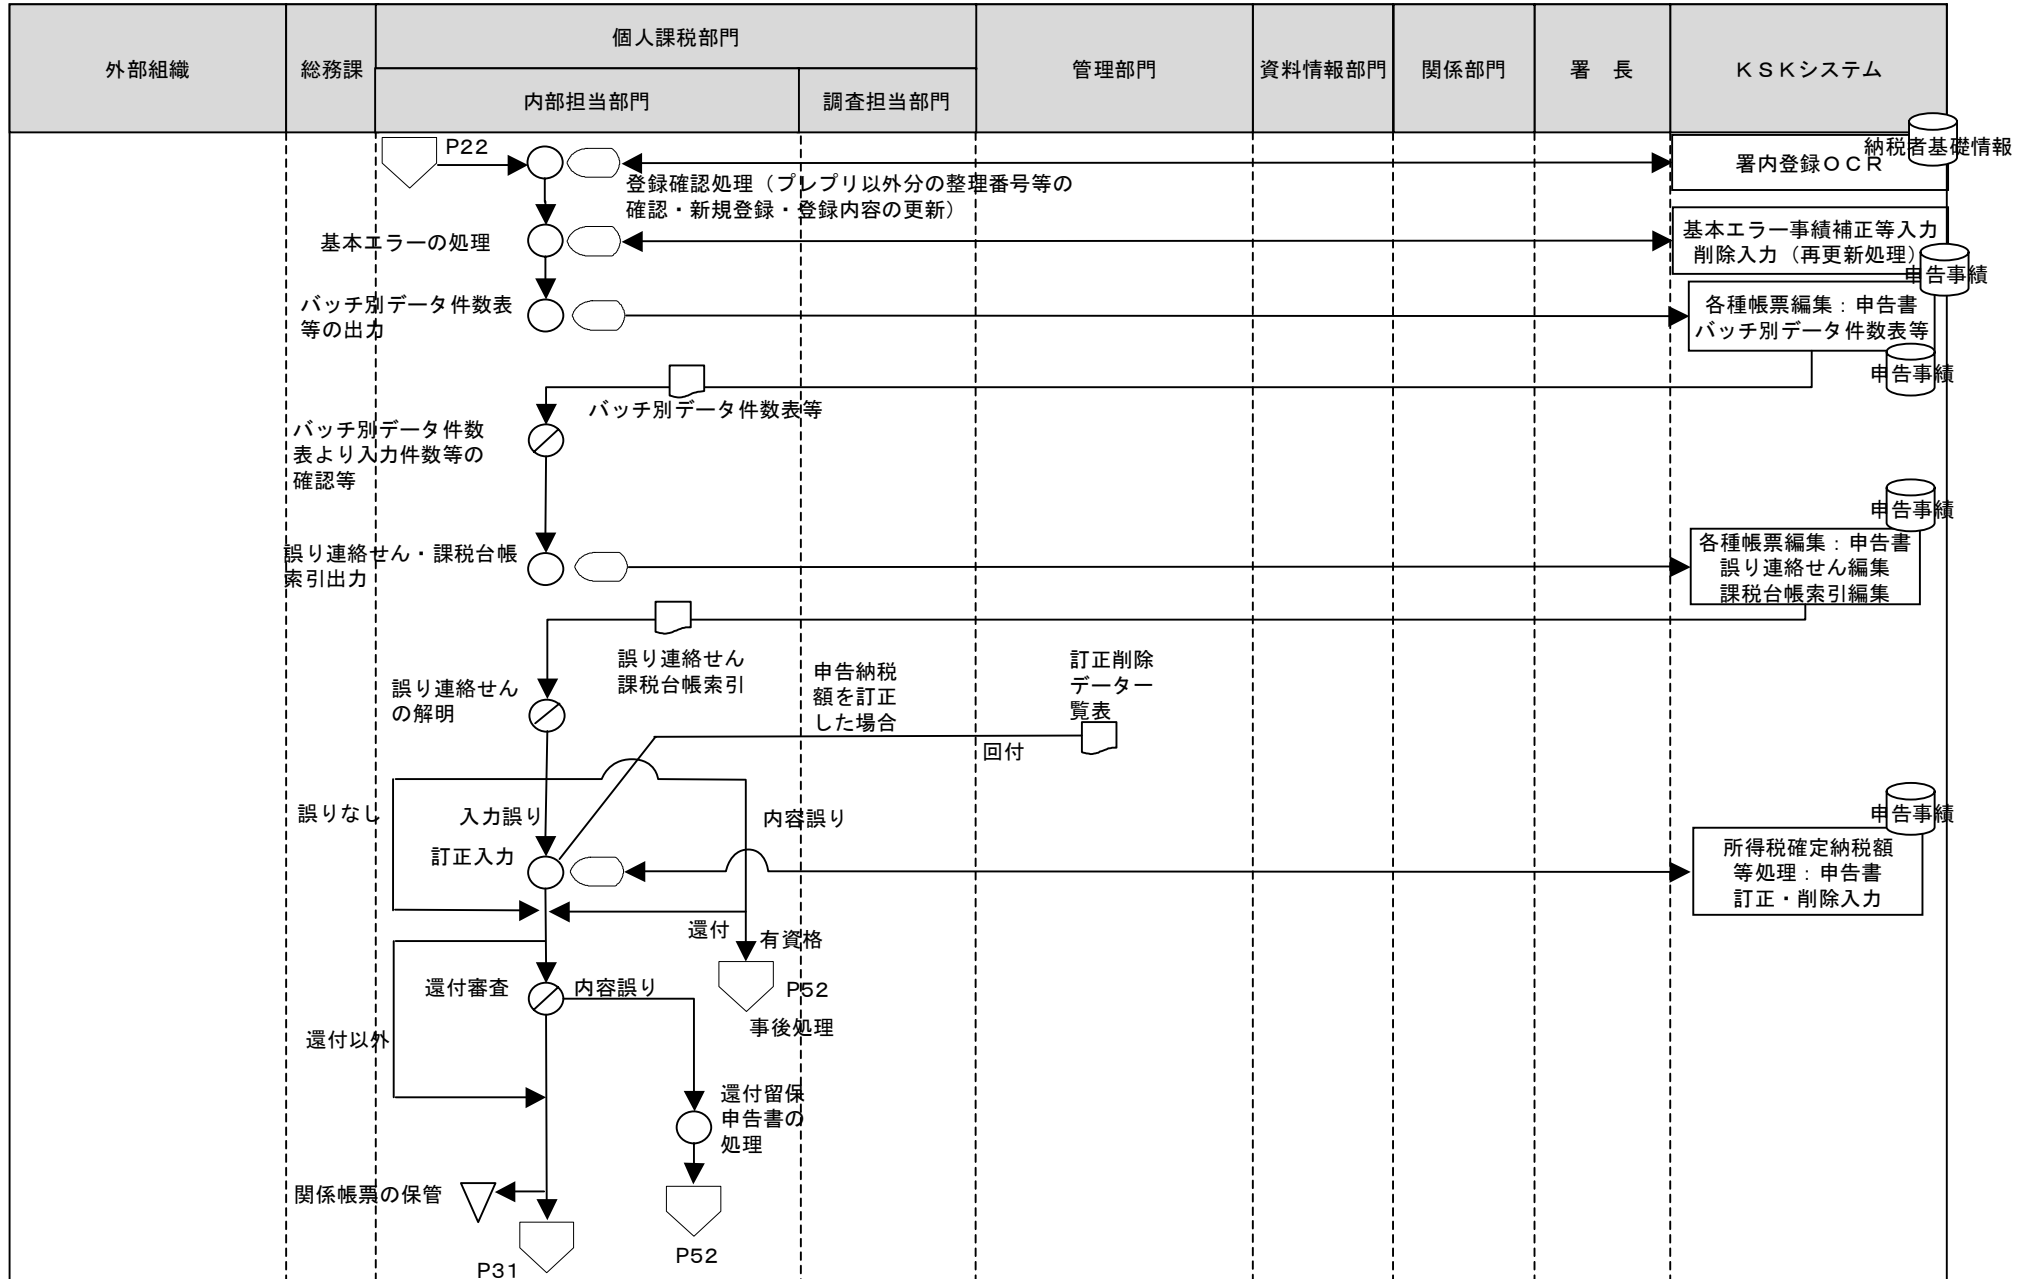 外部組織
総務課
個人課税部門
内部担当部門
調査担当部門
管理部門
資料情報部門
関係部門
署　長
ＫＳＫシステム
P22
登録確認処理（プレプリ以外分の整理番号等の
確認・新規登録・登録内容の更新）
納税者基礎情報
署内登録ＯＣＲ
基本エラーの処理
基本エラー事績補正等入力
削除入力（再更新処理）
申告事績
バッチ別データ件数表
等の出力
各種帳票編集：申告書
バッチ別データ件数表等
申告事績
バッチ別データ件数表等
バッチ別データ件数
表より入力件数等の
確認等
申告事績
誤り連絡せん・課税台帳
索引出力
各種帳票編集：申告書
誤り連絡せん編集
課税台帳索引編集
誤り連絡せん
課税台帳索引
誤り連絡せん
の解明
申告納税
額を訂正
した場合
訂正削除
データ一
覧表
回付
誤りなし
入力誤り
内容誤り
申告事績
訂正入力
所得税確定納税額
等処理：申告書
訂正・削除入力
還付
有資格
還付審査
内容誤り
P52
事後処理
還付以外
還付留保
申告書の
処理
関係帳票の保管
P52
P31